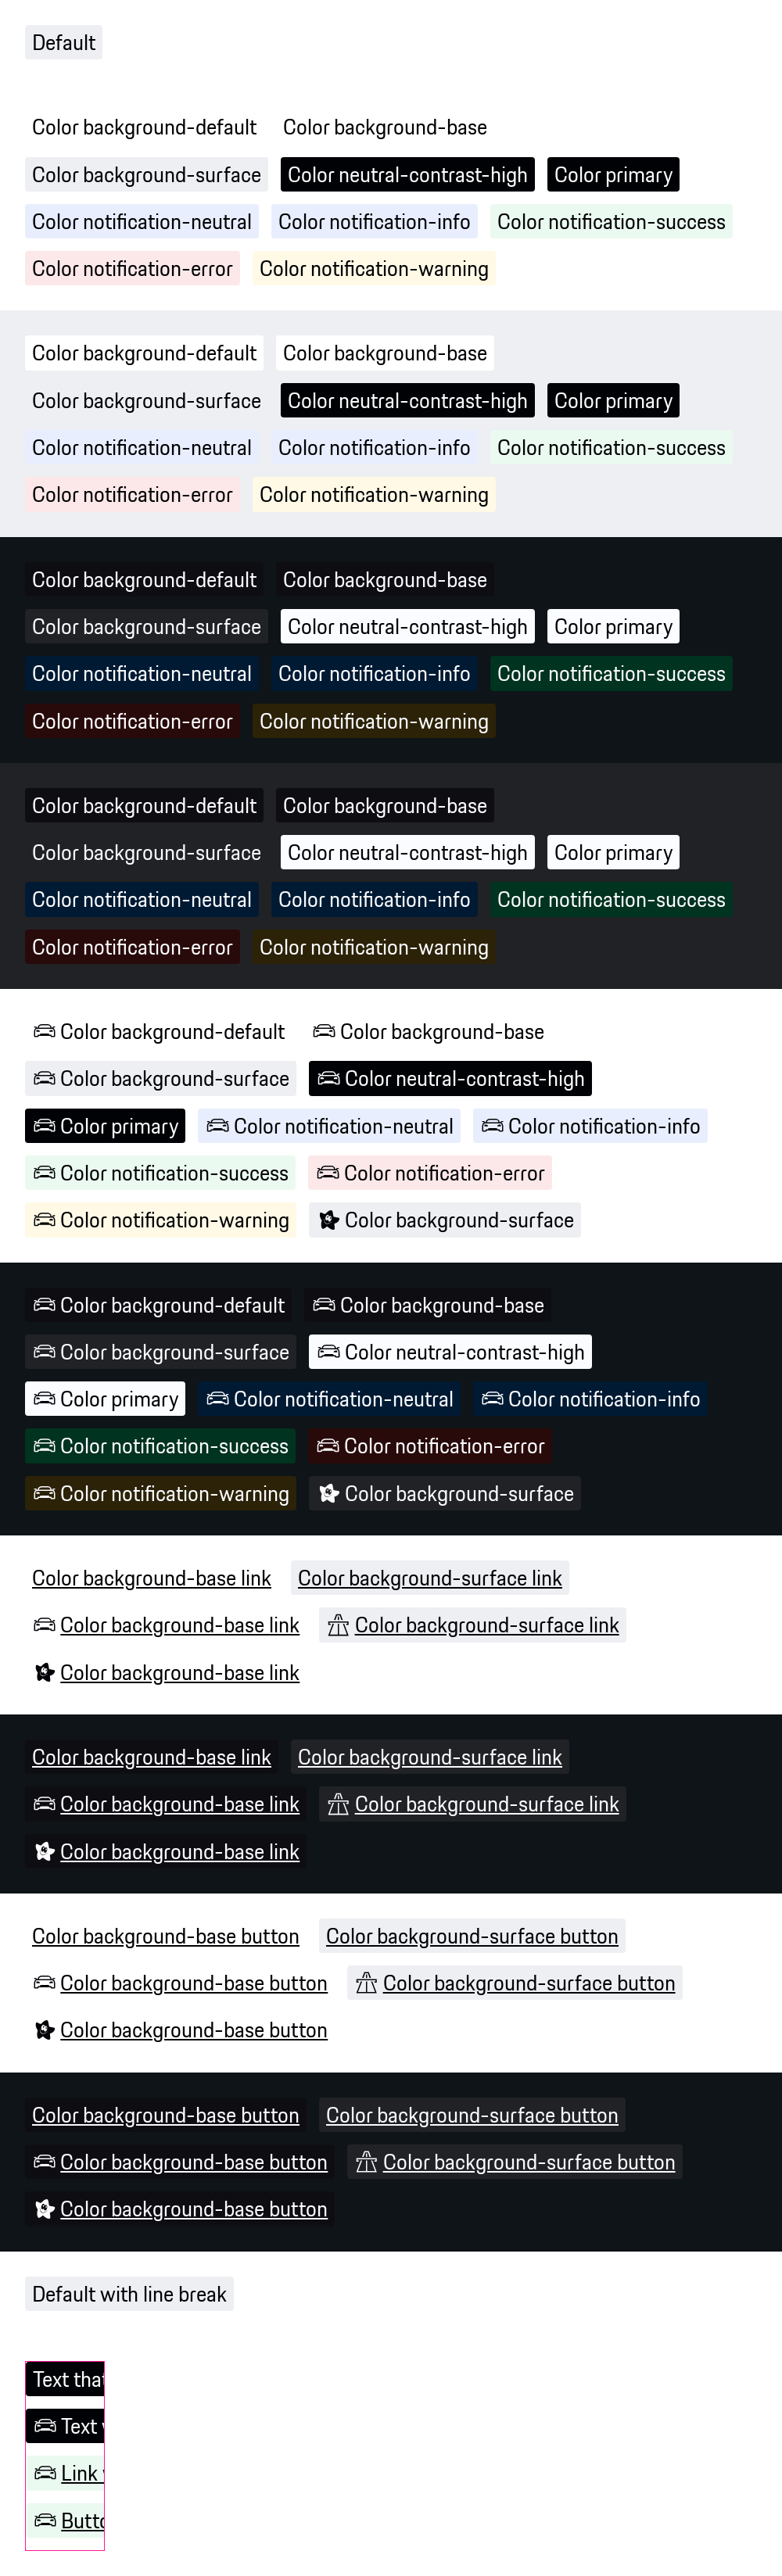 Default
Color background-default Color background-base
Color background-surface Color neutral-contrast-high Color primary
Color notification-neutral Color notification-info Color notification-success
Color notification-error Color notification-warning
Color background-default Color background-base
Color background-surface Color neutral-contrast-high Color primary
Color notification-neutral Color notification-info Color notification-success
Color notification-error Color notification-warning
Color background-default Color background-base
Color background-surface Color neutral-contrast-high Color primary
Color notification-neutral Color notification-info Color notification-success
Color notification-error Color notification-warning
Color background-default Color background-base
Color background-surface Color neutral-contrast-high Color primary
Color notification-neutral Color notification-info Color notification-success
Color notification-error Color notification-warning
Color background-default Color background-base
Color background-surface Color neutral-contrast-high
Color primary Color notification-neutral Color notification-info
Color notification-success Color notification-error
Color notification-warning Color background-surface
Color background-default Color background-base
Color background-surface Color neutral-contrast-high
Color primary Color notification-neutral Color notification-info
Color notification-success Color notification-error
Color notification-warning Color background-surface
Color background-base link Color background-surface link
Color background-base link Color background-surface link
Color background-base link
Color background-base link Color background-surface link
Color background-base link Color background-surface link
Color background-base link
Color background-base button Color background-surface button
Color background-base button Color background-surface button
Color background-base button
Color background-base button Color background-surface button
Color background-base button Color background-surface button
Color background-base button
Default with line break
Text that
Text
Link